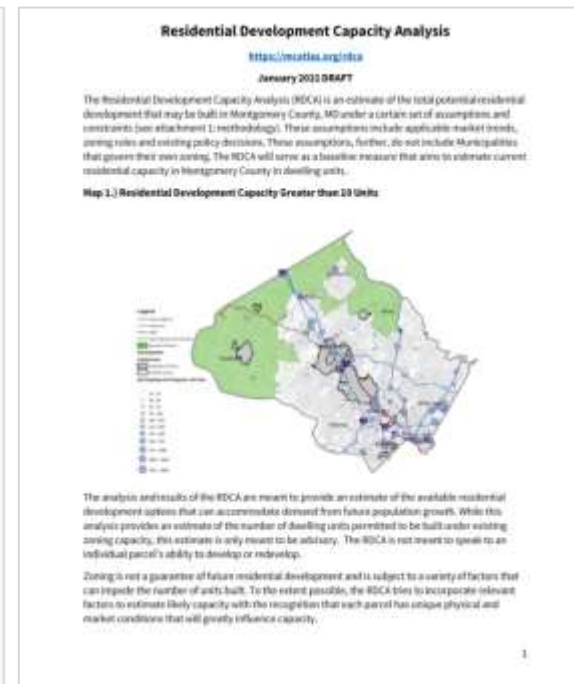 Residential Development Capacity Analysis
https://mcatlas.org/rdca
January 2021 DRAFT
The Residential Development Capacity Analysis (RDCA) is an estimate of the total potential residential
development that may be built in Montgomery County, MD under a certain set of assumptions and
constraints (see attachment 1: methodology). These assumptions include applicable market trends,
zoning rules and existing policy decisions. These assumptions, further, do not include Municipalities
that govern their own zoning. The RDCA will serve as a baseline measure that aims to estimate current
residential capacity in Montgomery County in dwelling units.
Map 1.) Residential Development Capacity Greater than 10 Units
The analysis and results of the RDCA are meant to provide an estimate of the available residential
development options that can accommodate demand from future population growth. While this
analysis provides an estimate of the number of dwelling units permitted to be built under existing
zoning capacity, this estimate is only meant to be advisory. The RDCA is not meant to speak to an
individual parcel's ability to develop or redevelop.
Zoning is not a guarantee of future residential development and is subject to a variety of factors that
can impede the number of units built. To the extent possible, the RDCA tries to incorporate relevant
factors to estimate likely capacity with the recognition that each parcel has unique physical and
market conditions that will greatly influence capacity.
1